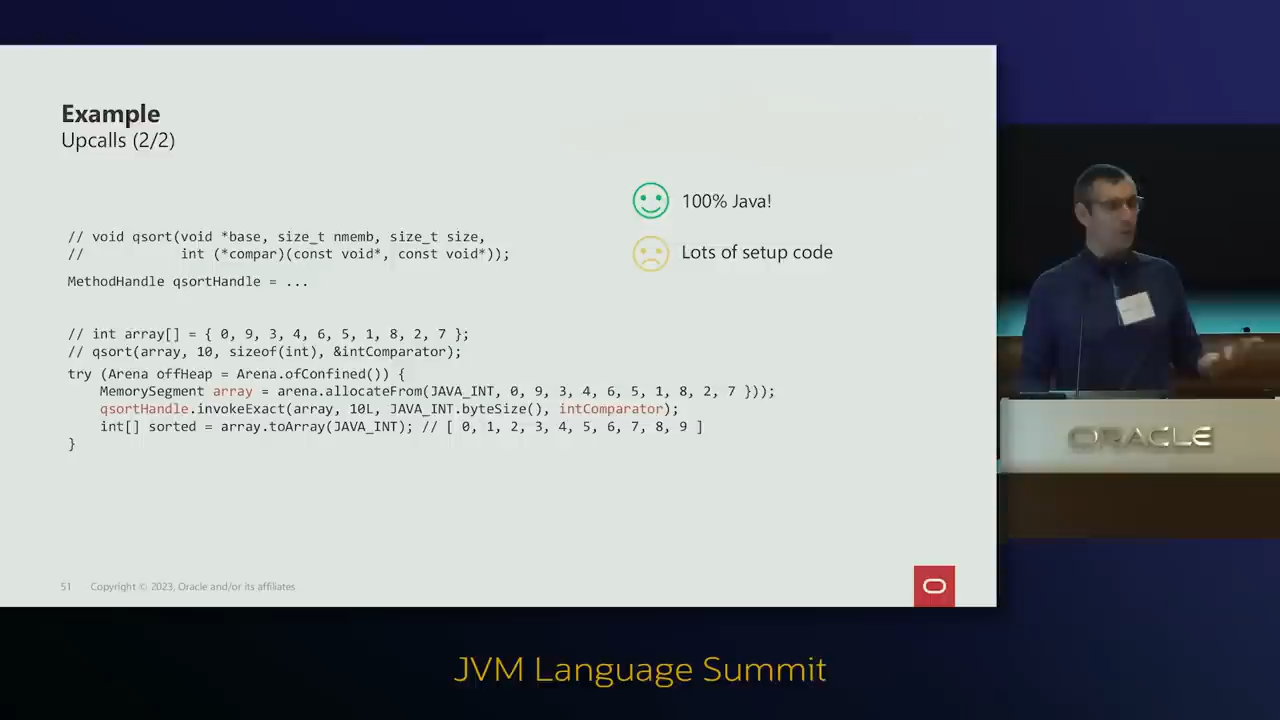 Example
Upcalls (2/2)
100% Java!
Lots of setup code
// void qsort(void *base, size_t nmemb, size_t size,
//           int (*compar)(const void*, const void*));
MethodHandle qsortHandle = ...
// int array[] = { 0, 9, 3, 4, 6, 5, 1, 8, 2, 7 };
// qsort(array, 10, sizeof(int), &intComparator);
try (Arena offHeap = Arena.ofConfined()) {
    MemorySegment array = arena.allocateFrom(JAVA_INT, 0, 9, 3, 4, 6, 5, 1, 8, 2, 7 }));
    qsortHandle.invokeExact(array, 10L, JAVA_INT.byteSize(), intComparator);
    int[] sorted = array.toArray(JAVA_INT); // [ 0, 1, 2, 3, 4, 5, 6, 7, 8, 9 ]
}
51 Copyright © 2023, Oracle and/or its affiliates
ORACLE
JVM Language Summit